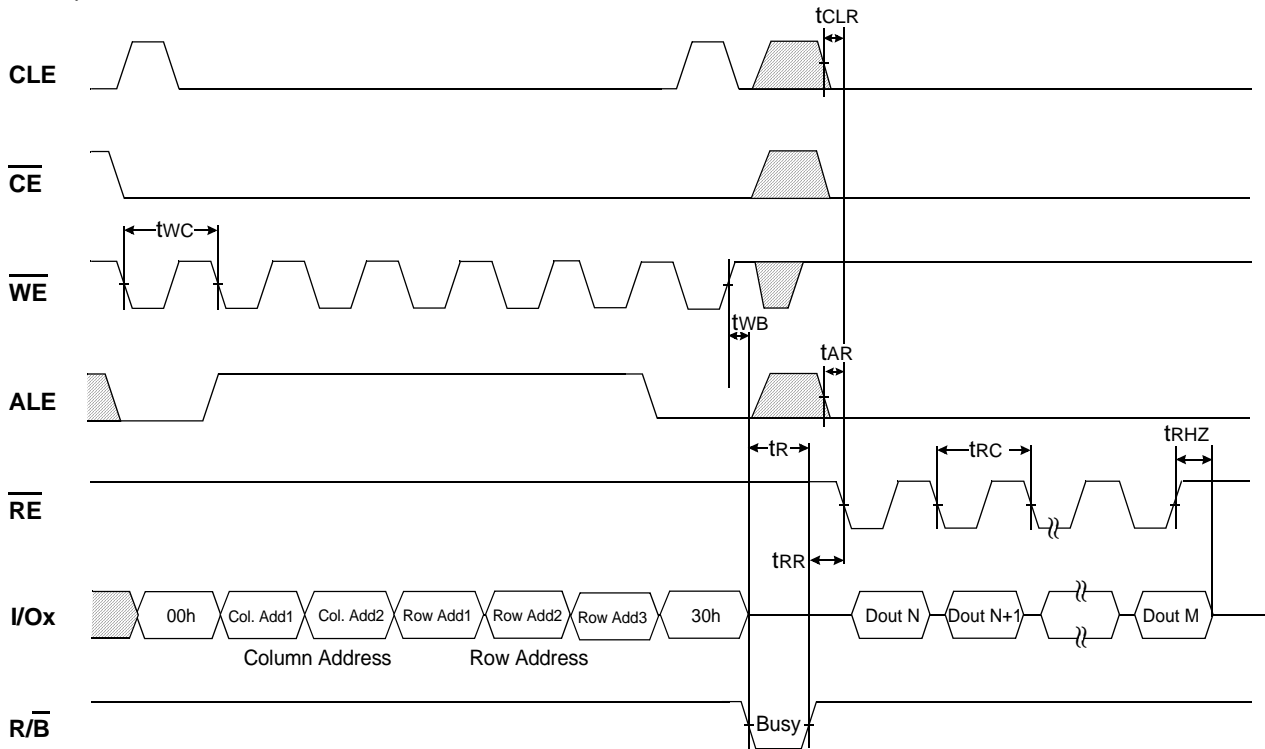 tCLR
CLE
CE
tWC
WE
tWB
tAR
ALE
tR
tRC
tRHZ
RE
tRR
I/Ox
00h
Col. Add1
Col. Add2
Row Add1
Row Add2
Row Add3
30h
Dout N
Dout N+1
Dout M
Column Address
Row Address
R/B
Busy